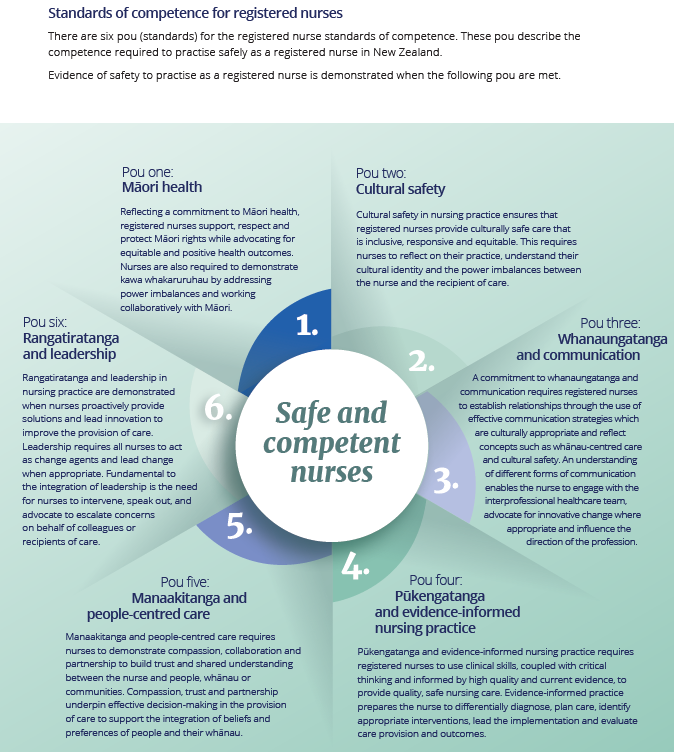 Standards of competence for registered nurses
There are six pou (standards) for the registered nurse standards of competence. These pou describe the
competence required to practise safely as a registered nurse in New Zealand.
Evidence of safety to practise as a registered nurse is demonstrated when the following pou are met.
Pou one:
Māori health
Reflecting a commitment to Māori health,
registered nurses support, respect and
protect Māori rights while advocating for
equitable and positive health outcomes.
Nurses are also required to demonstrate
kawa whakaruruhau by addressing
power imbalances and working
collaboratively with Māori.
Pou two:
Cultural safety
Cultural safety in nursing practice ensures that
registered nurses provide culturally safe care that
is inclusive, responsive and equitable. This requires
nurses to reflect on their practice, understand their
cultural identity and the power imbalances between
the nurse and the recipient of care.
Pou three:
Whanaungatanga
and communication
A commitment to whanaungatanga and
communication requires registered nurses
to establish relationships through the use of
effective communication strategies which
are culturally appropriate and reflect
concepts such as whānau-centred care
and cultural safety. An understanding
of different forms of communication
enables the nurse to engage with the
interprofessional healthcare team,
advocate for innovative change where
appropriate and influence the
direction of the profession.
Pou four:
Pūkengatanga
and evidence-informed
nursing practice
Pūkengatanga and evidence-informed nursing practice requires
registered nurses to use clinical skills, coupled with critical
thinking and informed by high quality and current evidence, to
provide quality, safe nursing care. Evidence-informed practice
prepares the nurse to differentially diagnose, plan care, identify
appropriate interventions, lead the implementation and evaluate
care provision and outcomes.
Pou five:
Manaakitanga and
people-centred care
Manaakitanga and people-centred care requires
nurses to demonstrate compassion, collaboration and
partnership to build trust and shared understanding
between the nurse and people, whānau or
communities. Compassion, trust and partnership
underpin effective decision-making in the provision
of care to support the integration of beliefs and
preferences of people and their whānau.
Pou six:
Rangatiratanga
and leadership
Rangatiratanga and leadership in
nursing practice are demonstrated
when nurses proactively provide
solutions and lead innovation to
improve the provision of care.
Leadership requires all nurses to act
as change agents and lead change
when appropriate. Fundamental to
the integration of leadership is the need
for nurses to intervene, speak out, and
advocate to escalate concerns
on behalf of colleagues or
recipients of care.
1.
2.
3.
4.
5.
6.
Safe and
competent
nurses